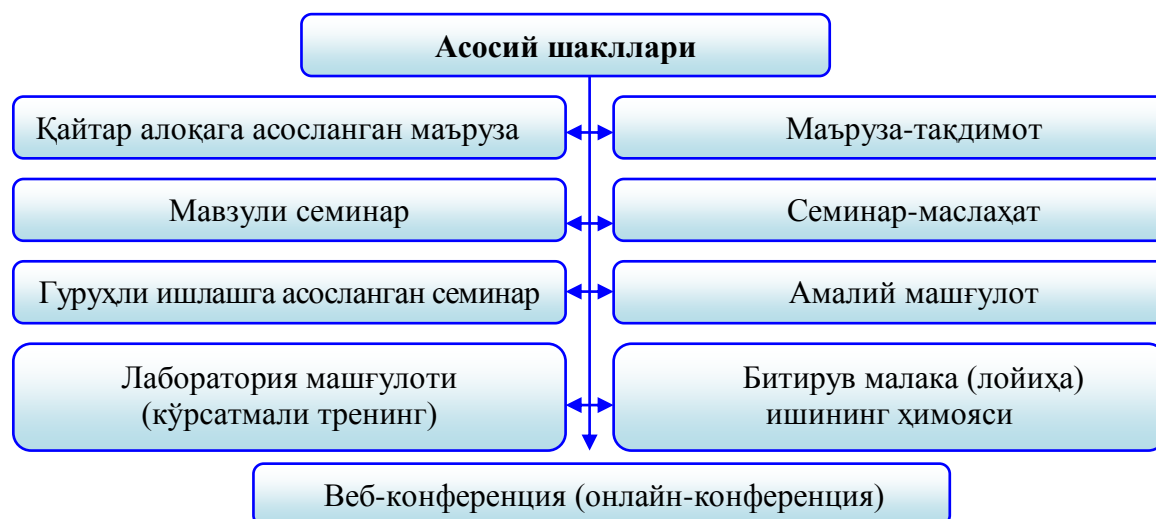 Асосий шакллари
Қайтар алоқага асосланган маъруза
Маъруза-тақдимот
Мавзули семинар
Семинар-маслаҳат
Гуруҳли ишлашга асосланган семинар
Амалий машғулот
Лаборатория машғулоти
(кўрсатмали тренинг)
Битирув малака (лойиҳа)
ишининг ҳимояси
Веб-конференция (онлайн-конференция)